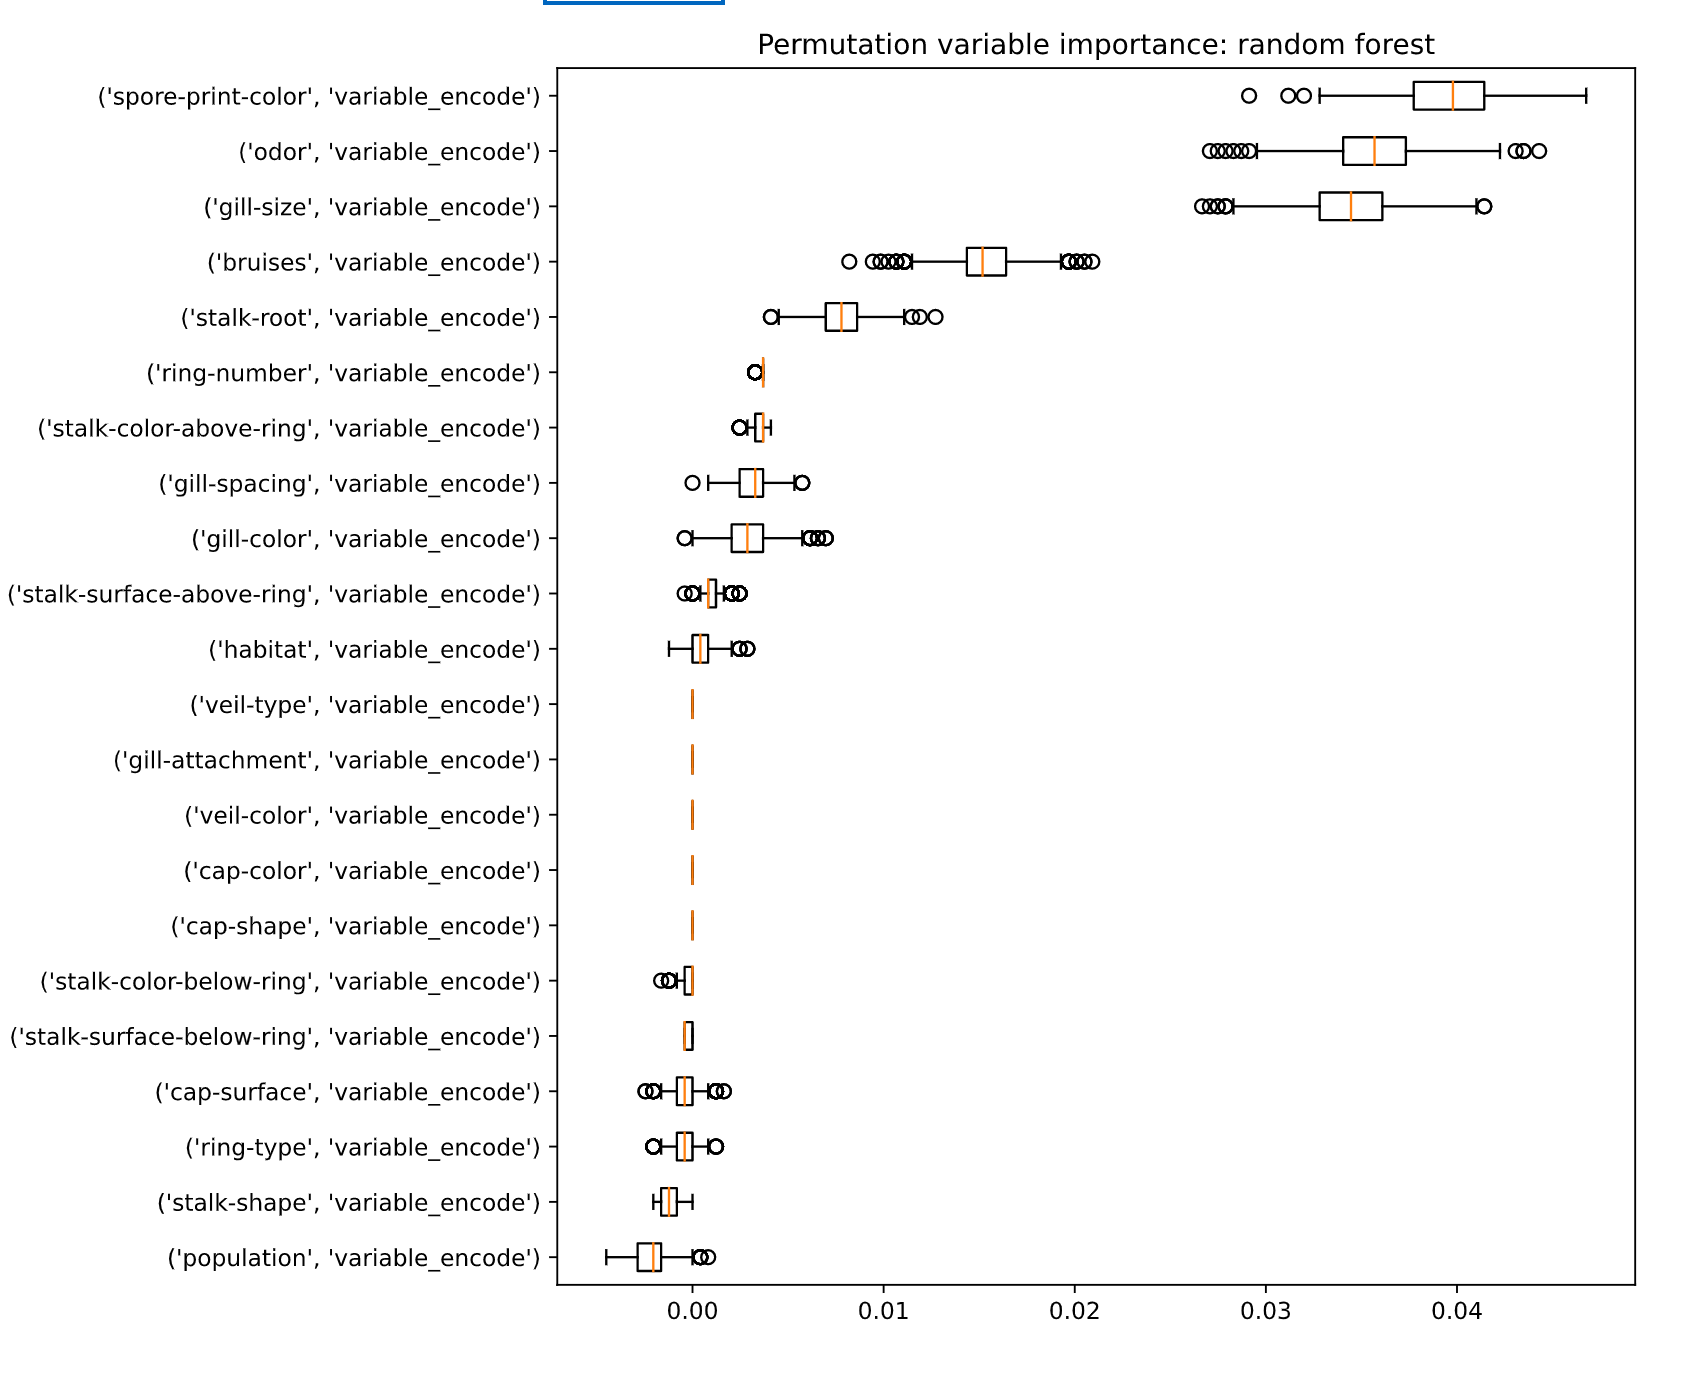 Permutation variable importance: random forest
('spore-print-color', 'variable_encode')
('odor', 'variable_encode')
('gill-size', 'variable_encode')
('bruises', 'variable_encode')
('stalk-root', 'variable_encode')
('ring-number', 'variable_encode')
('stalk-color-above-ring', 'variable_encode')
('gill-spacing', 'variable_encode')
('gill-color', 'variable_encode')
('stalk-surface-above-ring', 'variable_encode')
('habitat', 'variable_encode')
('veil-type', 'variable_encode')
('gill-attachment', 'variable_encode')
('veil-color', 'variable_encode')
('cap-color', 'variable_encode')
('cap-shape', 'variable_encode')
('stalk-color-below-ring', 'variable_encode')
('stalk-surface-below-ring', 'variable_encode')
('cap-surface', 'variable_encode')
('ring-type', 'variable_encode')
('stalk-shape', 'variable_encode')
('population', 'variable_encode')
0.00 0.01 0.02 0.03 0.04